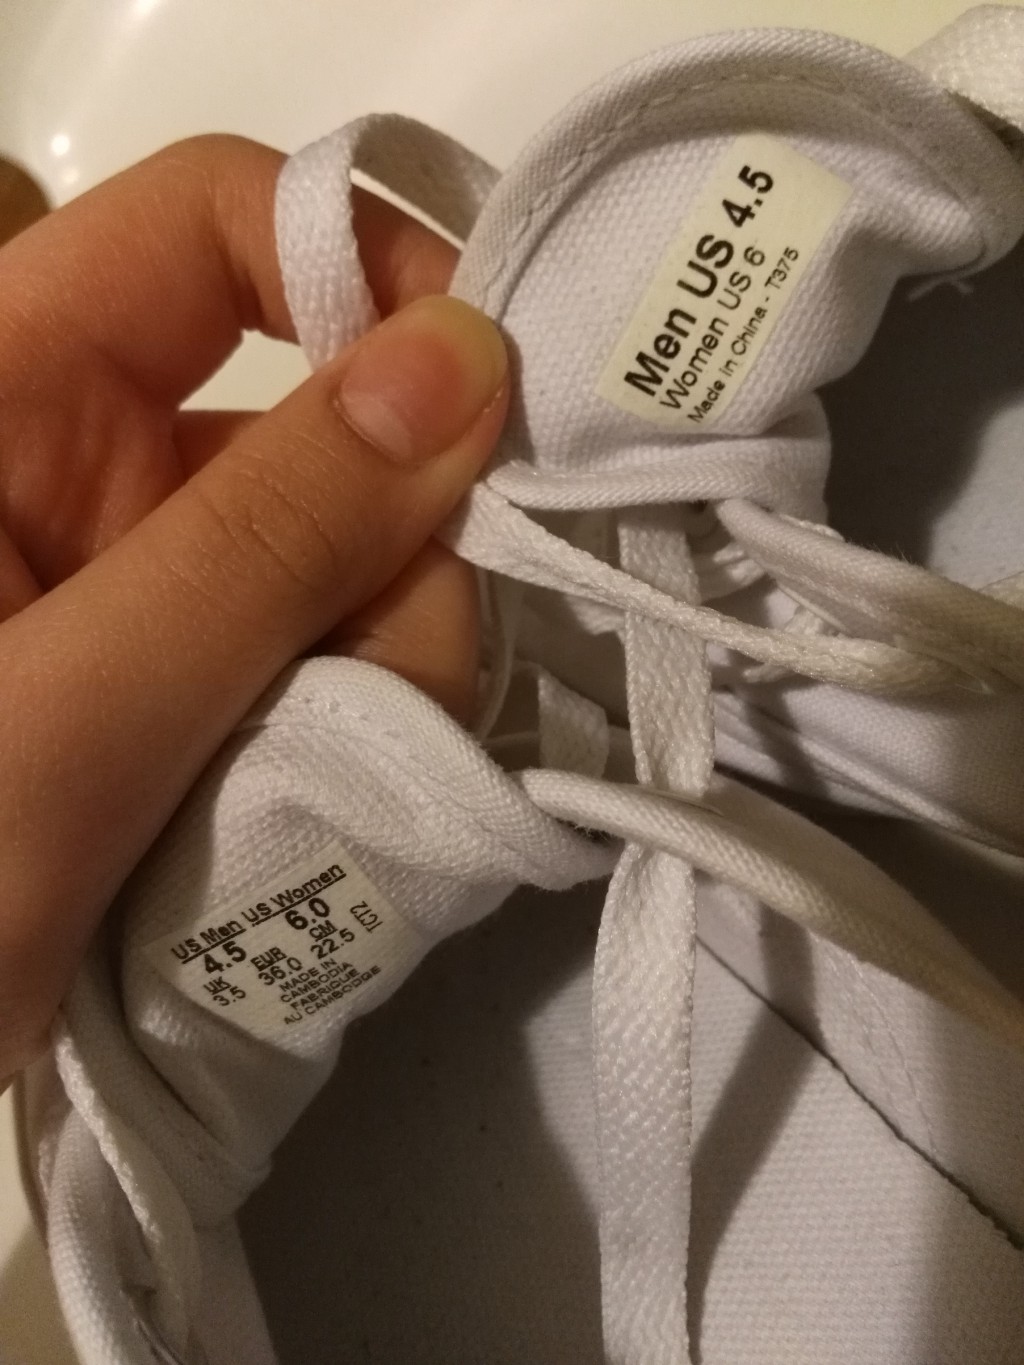 Men US 4.5
Women US 6
Made in China - T375
US Men US Women
4.5 6.0
UK EUR CM
3.5 36.0 22.5
MADE IN
CAMBODIA
FABRIQUE
AU CAMBODGE